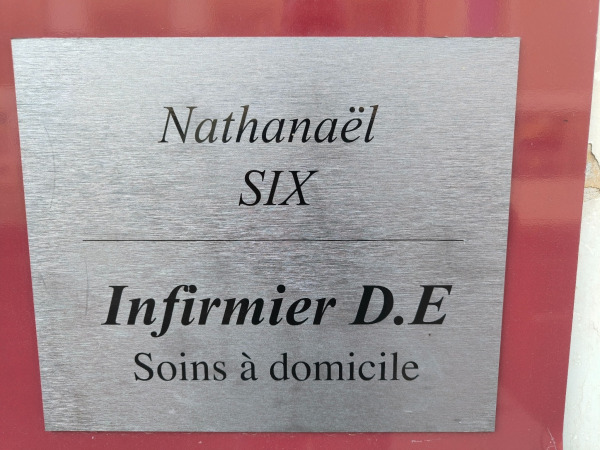 Nathanaël
SIX
Infirmier D.E
Soins à domicile